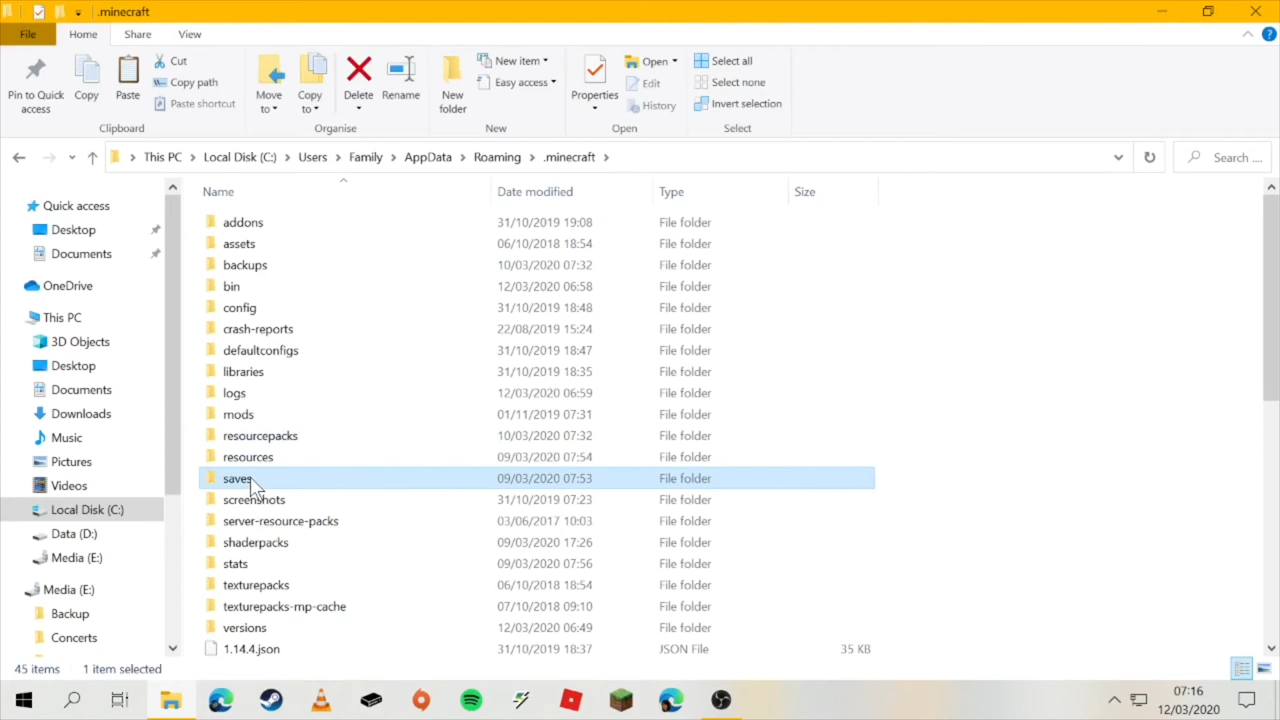 .minecraft
File Home Share View
Pin to Quick access
Copy
Paste
Cut
Copy path
Paste shortcut
Move to
Copy to
Delete
Rename
New folder
New item
Easy access
Properties
Open
Edit
History
Select all
Select none
Invert selection
Clipboard Organise New Open Select
This PC Local Disk (C:) Users Family AppData Roaming .minecraft
Search ...
Quick access
Desktop
Documents
OneDrive
This PC
3D Objects
Desktop
Documents
Downloads
Music
Pictures
Videos
Local Disk (C:)
Data (D:)
Media (E:)
Media (E:)
Backup
Concerts
Name Date modified Type Size
addons 31/10/2019 19:08 File folder
assets 06/10/2018 18:54 File folder
backups 10/03/2020 07:32 File folder
bin 12/03/2020 06:58 File folder
config 31/10/2019 18:48 File folder
crash-reports 22/08/2019 15:24 File folder
defaultconfigs 31/10/2019 18:47 File folder
libraries 31/10/2019 18:35 File folder
logs 12/03/2020 06:59 File folder
mods 01/11/2019 07:31 File folder
resourcepacks 10/03/2020 07:32 File folder
resources 09/03/2020 07:54 File folder
saves 09/03/2020 07:53 File folder
screenshots 31/10/2019 07:23 File folder
server-resource-packs 03/06/2017 10:03 File folder
shaderpacks 09/03/2020 17:26 File folder
stats 09/03/2020 07:56 File folder
texturepacks 06/10/2018 18:54 File folder
texturepacks-mp-cache 07/10/2018 09:10 File folder
versions 12/03/2020 06:49 File folder
1.14.4.json 31/10/2019 18:37 JSON File 35 KB
45 items 1 item selected
07:16
12/03/2020